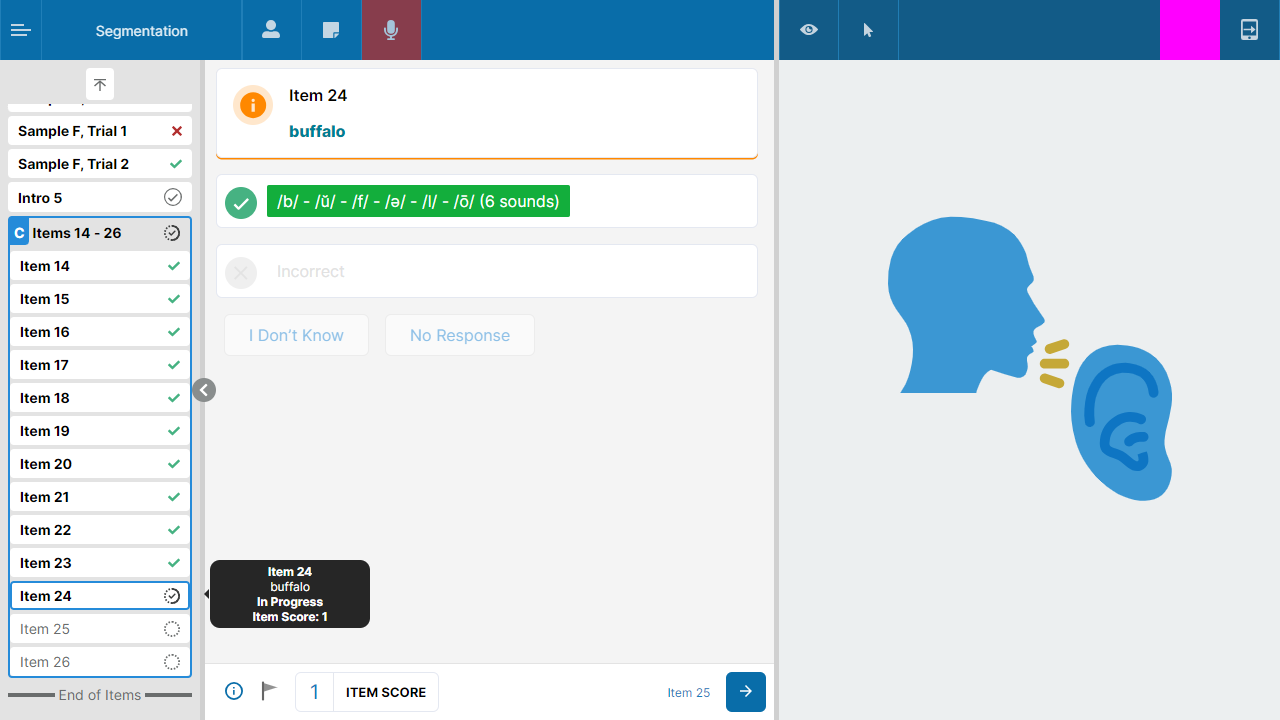 Segmentation
Sample F, Trial 1
Sample F, Trial 2
Intro 5
C Items 14 - 26
Item 14
Item 15
Item 16
Item 17
Item 18
Item 19
Item 20
Item 21
Item 22
Item 23
Item 24
Item 25
Item 26
End of Items
Item 24
buffalo
/b/ - /ŭ/ - /f/ - /ə/ - /l/ - /ō/ (6 sounds)
Incorrect
I Don't Know
No Response
Item 24
buffalo
In Progress
Item Score: 1
1 ITEM SCORE
Item 25